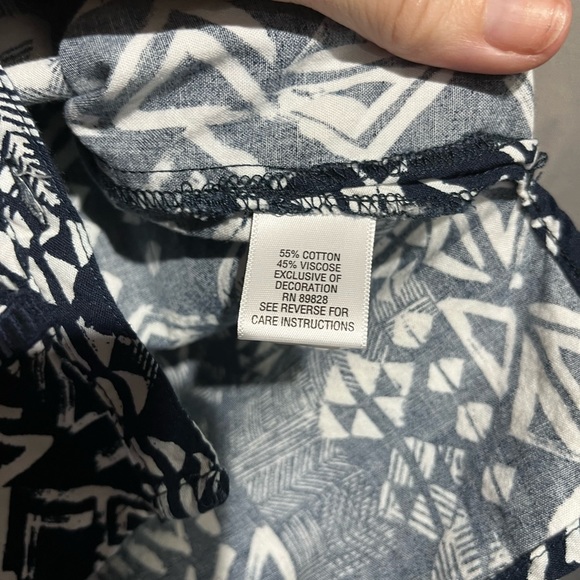 55% COTTON
45% VISCOSE
EXCLUSIVE OF
DECORATION
RN 89828
SEE REVERSE FOR
CARE INSTRUCTIONS